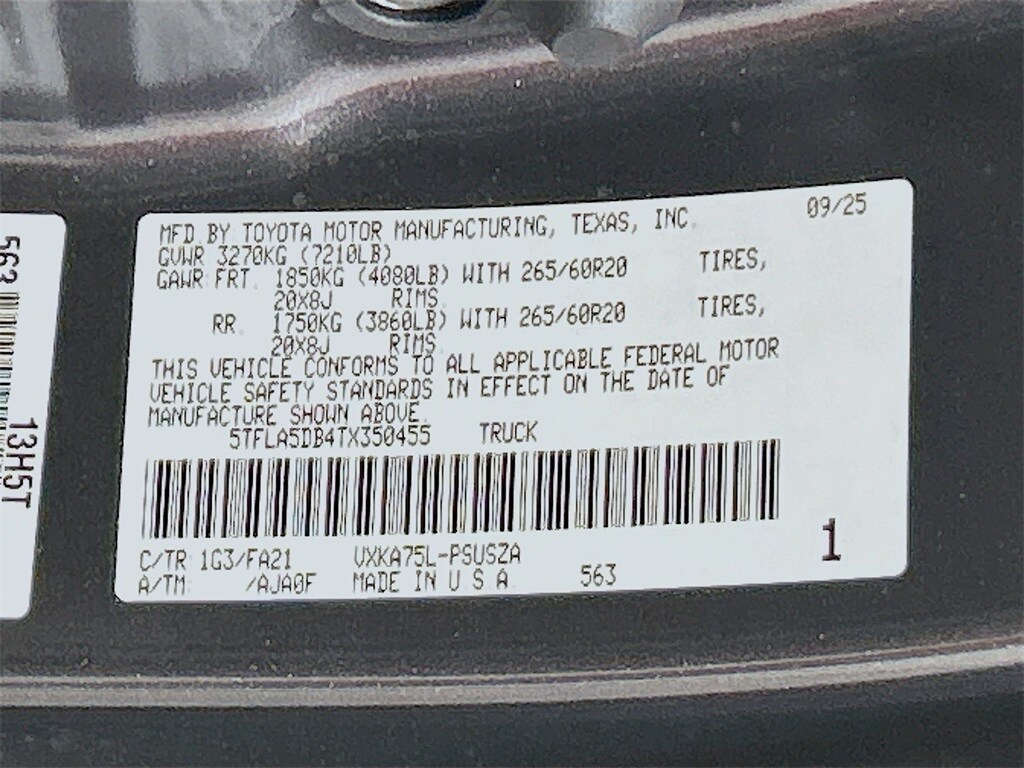 MFD. BY TOYOTA MOTOR MANUFACTURING, TEXAS, INC. 09/25
GVWR 3270KG (7210LB)
GAWR FRT. 1850KG (4080LB) WITH 265/60R20 TIRES,
20X8J RIMS.
RR. 1750KG (3860LB) WITH 265/60R20 TIRES,
20X8J RIMS.
THIS VEHICLE CONFORMS TO ALL APPLICABLE FEDERAL MOTOR
VEHICLE SAFETY STANDARDS IN EFFECT ON THE DATE OF
MANUFACTURE SHOWN ABOVE.
5TFLA5DB4TX350455 TRUCK
C/TR: 1G3/FA21 VXKA75L-PSUSZA
A/TM: /AJA0F MADE IN U.S.A. 563
1
563
13H5T